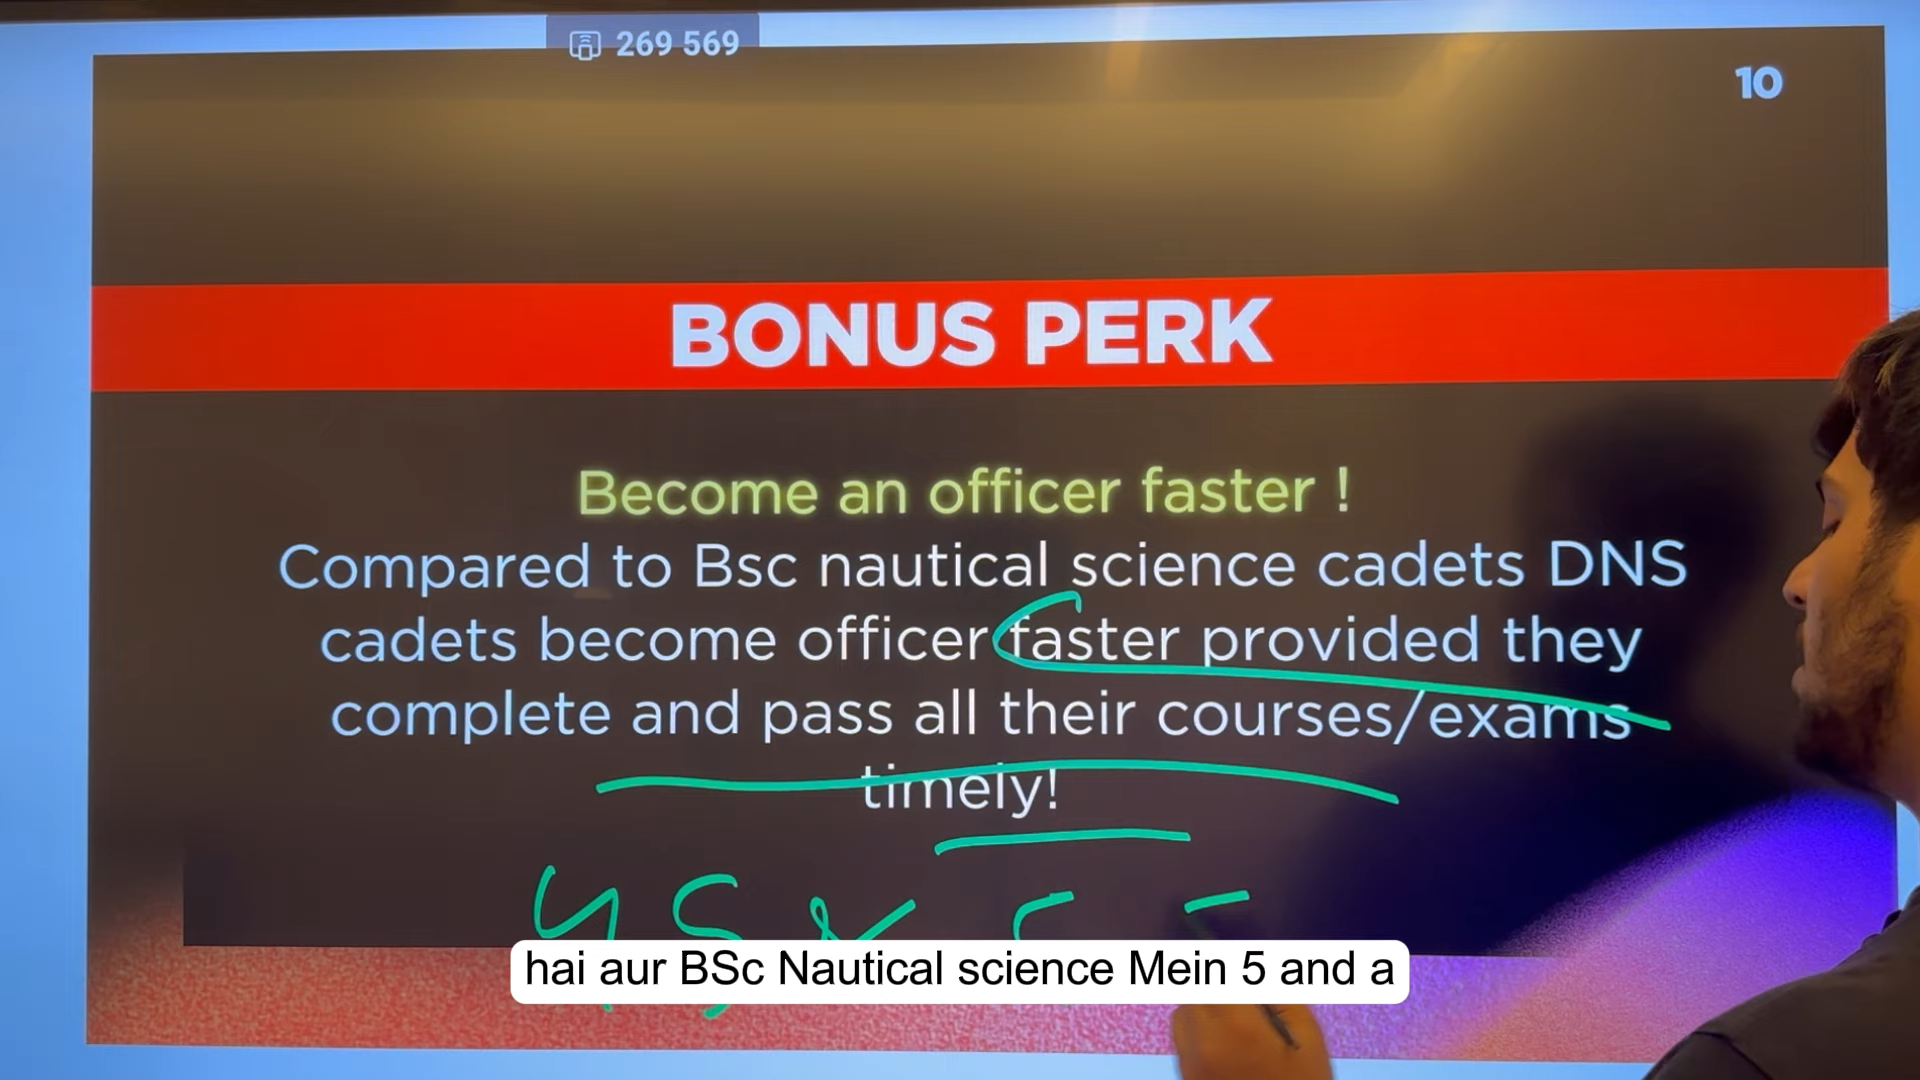 269 569
10
BONUS PERK
Become an officer faster !
Compared to Bsc nautical science cadets DNS
cadets become officer faster provided they
complete and pass all their courses/exams
timely!
hai aur BSc Nautical science Mein 5 and a